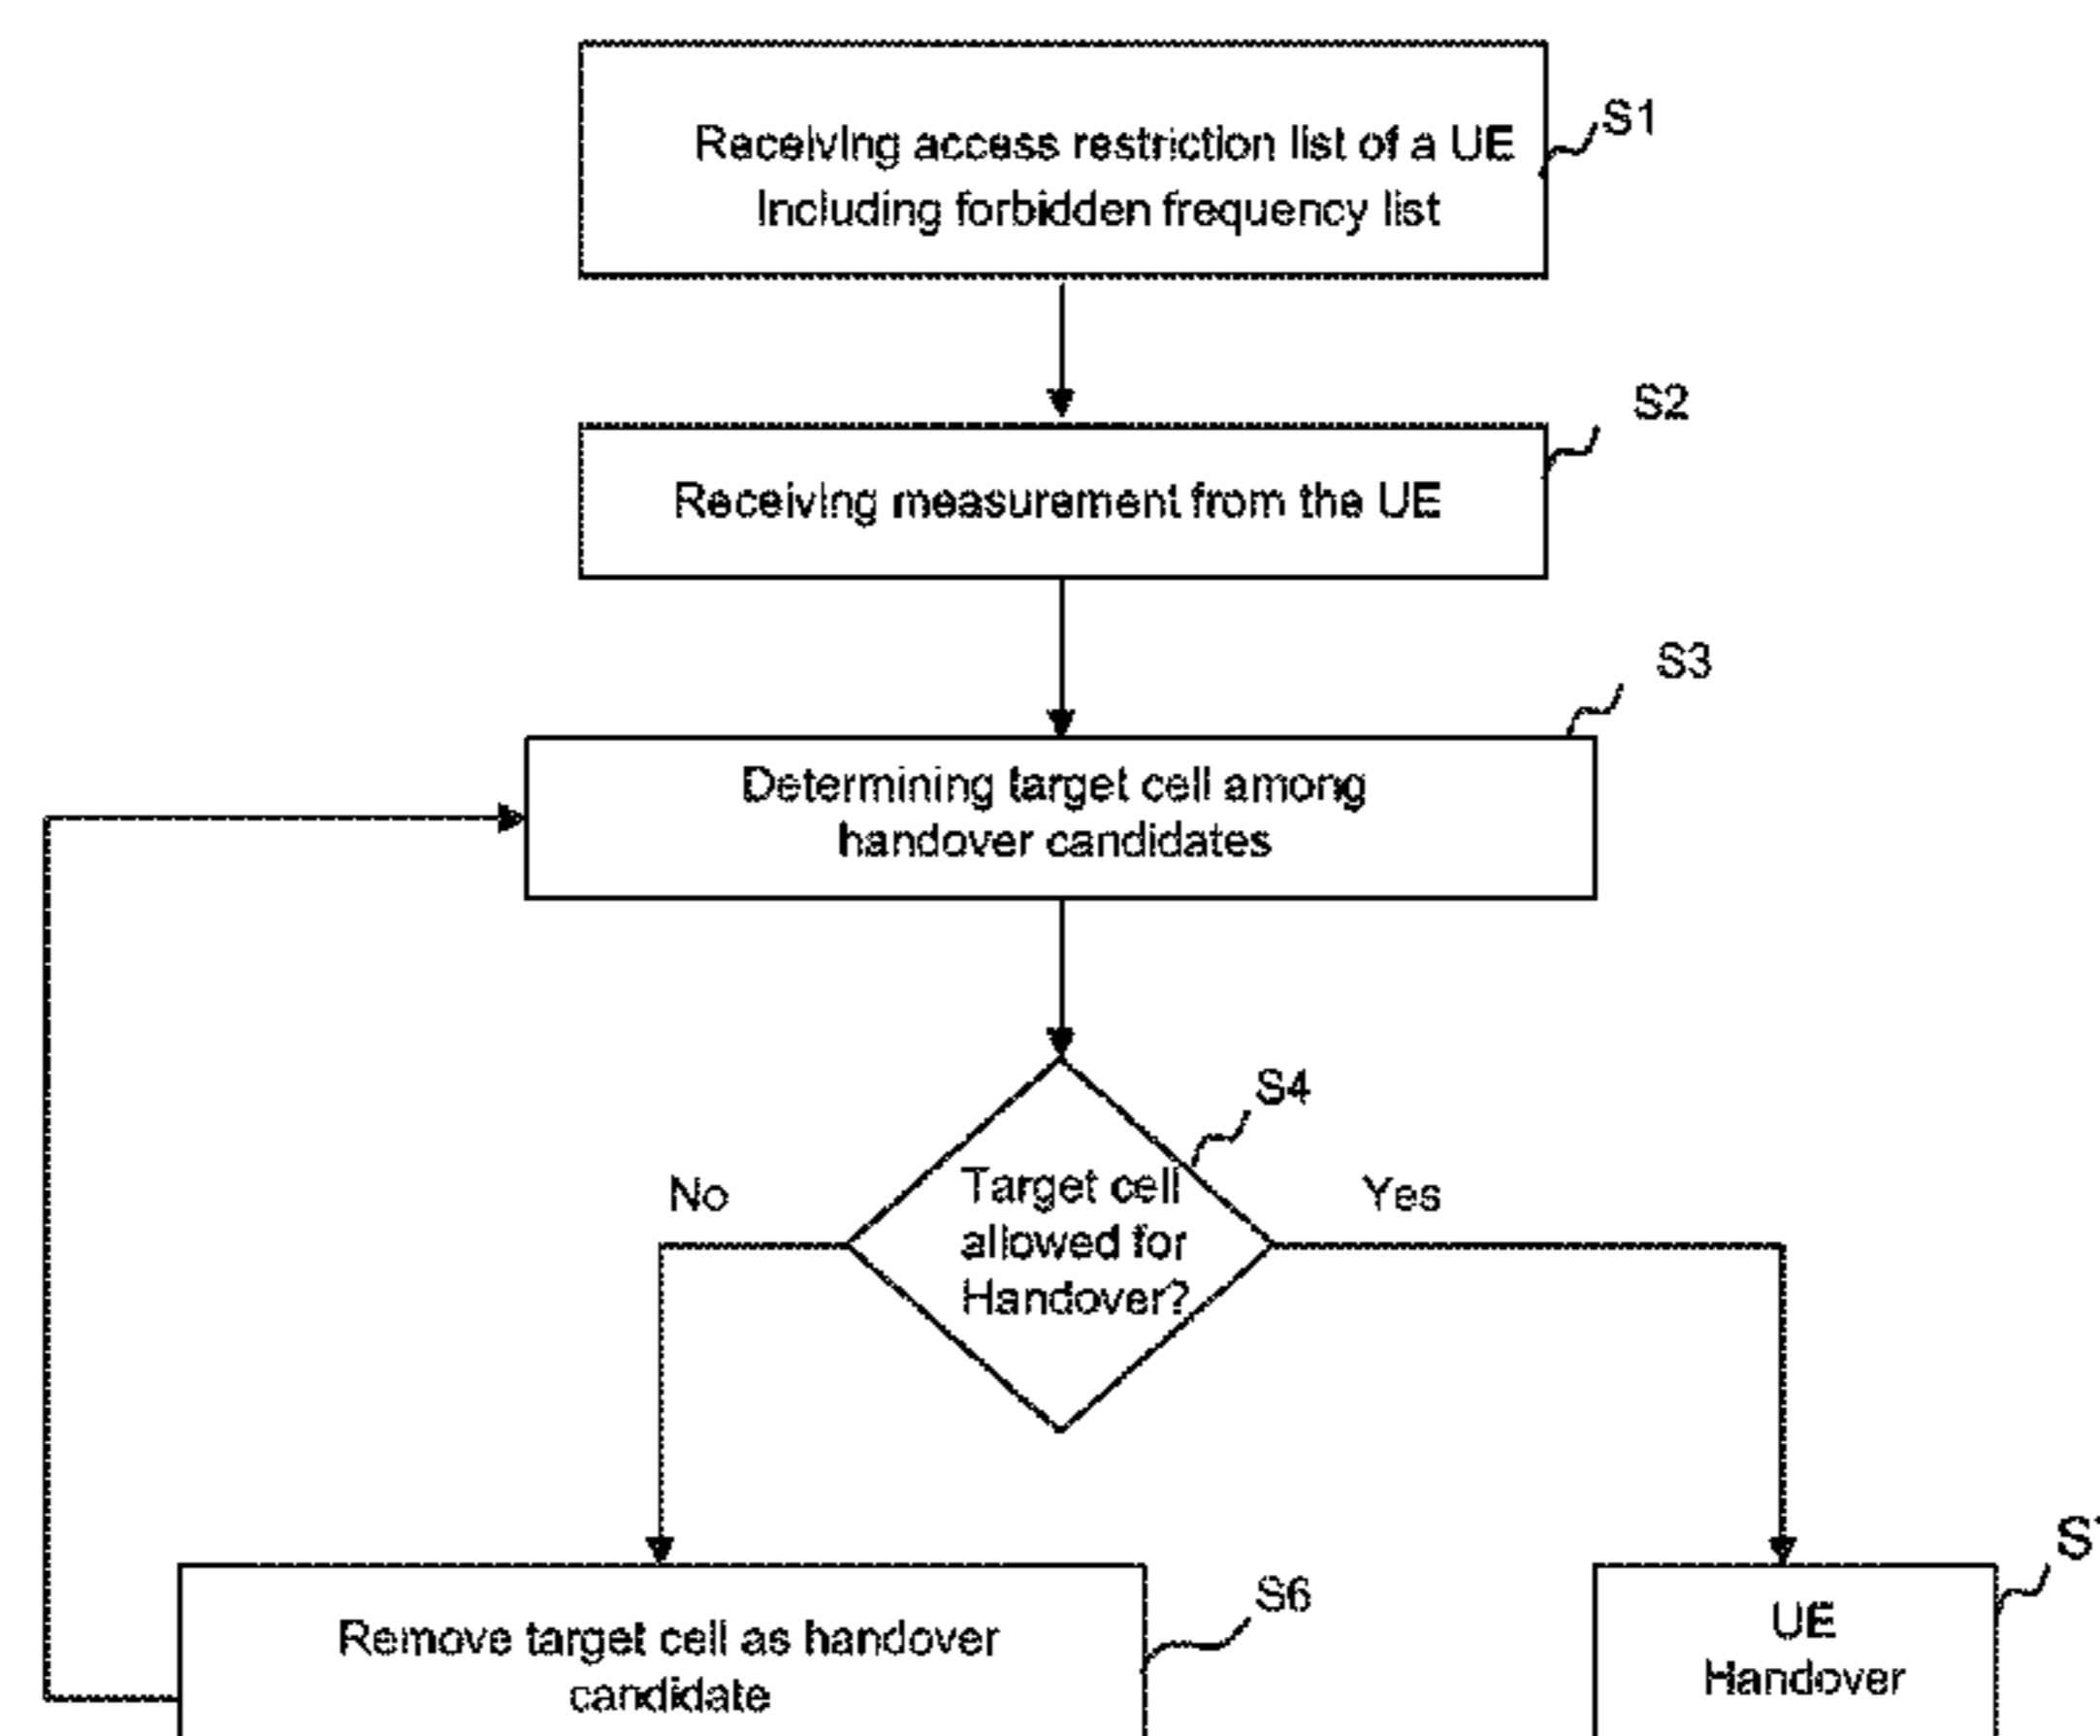 Receiving access restriction list of a UE
Including forbidden frequency list
S1
S2
Receiving measurement from the UE
S3
Determining target cell among
handover candidates
S4
No
Target cell
allowed for
Handover?
Yes
S6
Remove target cell as handover
candidate
UE
Handover